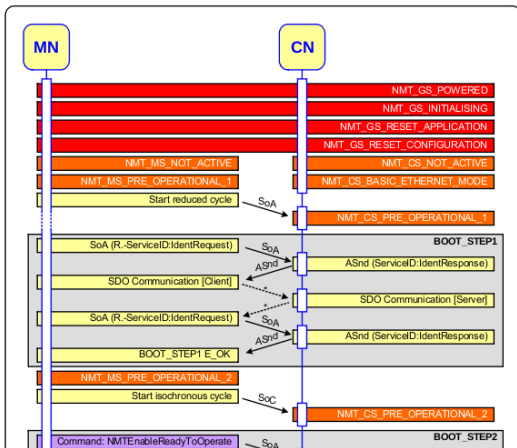 MN
CN
NMT_GS_POWERED
NMT_GS_INITIALISING
NMT_GS_RESET_APPLICATION
NMT_GS_RESET_CONFIGURATION
NMT_MS_NOT_ACTIVE
NMT_CS_NOT_ACTIVE
NMT_MS_PRE_OPERATIONAL_1
NMT_CS_BASIC_ETHERNET_MODE
Start reduced cycle
SoA
NMT_CS_PRE_OPERATIONAL_1
BOOT_STEP1
SoA (R.-ServiceID:IdentRequest)
SoA
ASnd (ServiceID:IdentResponse)
ASnd
SDO Communication [Client]
*
SDO Communication [Server]
*
SoA (R.-ServiceID:IdentRequest)
SoA
ASnd (ServiceID:IdentResponse)
ASnd
BOOT_STEP1 E_OK
NMT_MS_PRE_OPERATIONAL_2
Start isochronous cycle
SoC
NMT_CS_PRE_OPERATIONAL_2
BOOT_STEP2
Command: NMTEnableReadyToOperate
SoA